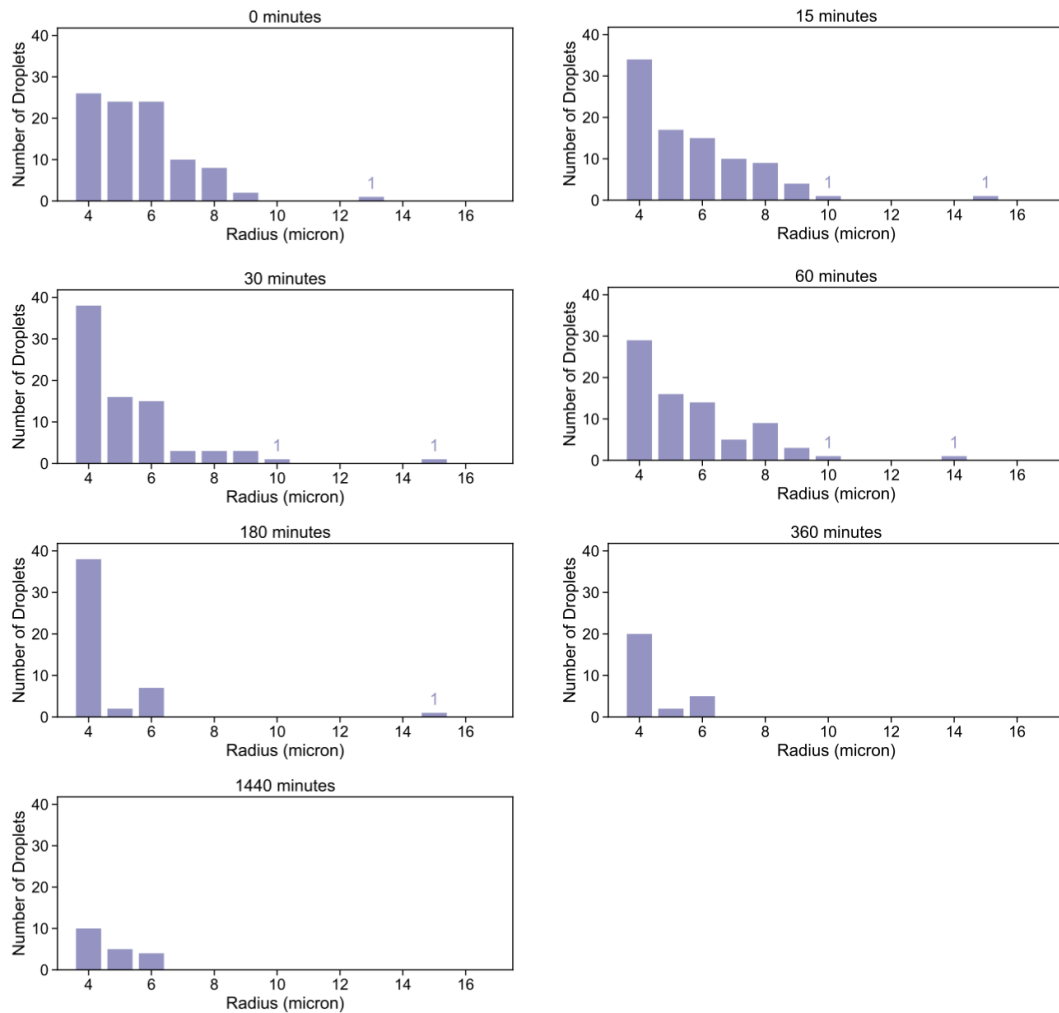 0 minutes
Number of Droplets
40
30
20
10
0
1
4 6 8 10 12 14 16
Radius (micron)
15 minutes
Number of Droplets
40
30
20
10
0
1 1
4 6 8 10 12 14 16
Radius (micron)
30 minutes
Number of Droplets
40
30
20
10
0
1 1
4 6 8 10 12 14 16
Radius (micron)
60 minutes
Number of Droplets
40
30
20
10
0
1 1
4 6 8 10 12 14 16
Radius (micron)
180 minutes
Number of Droplets
40
30
20
10
0
1
4 6 8 10 12 14 16
Radius (micron)
360 minutes
Number of Droplets
40
30
20
10
0
4 6 8 10 12 14 16
Radius (micron)
1440 minutes
Number of Droplets
40
30
20
10
0
4 6 8 10 12 14 16
Radius (micron)